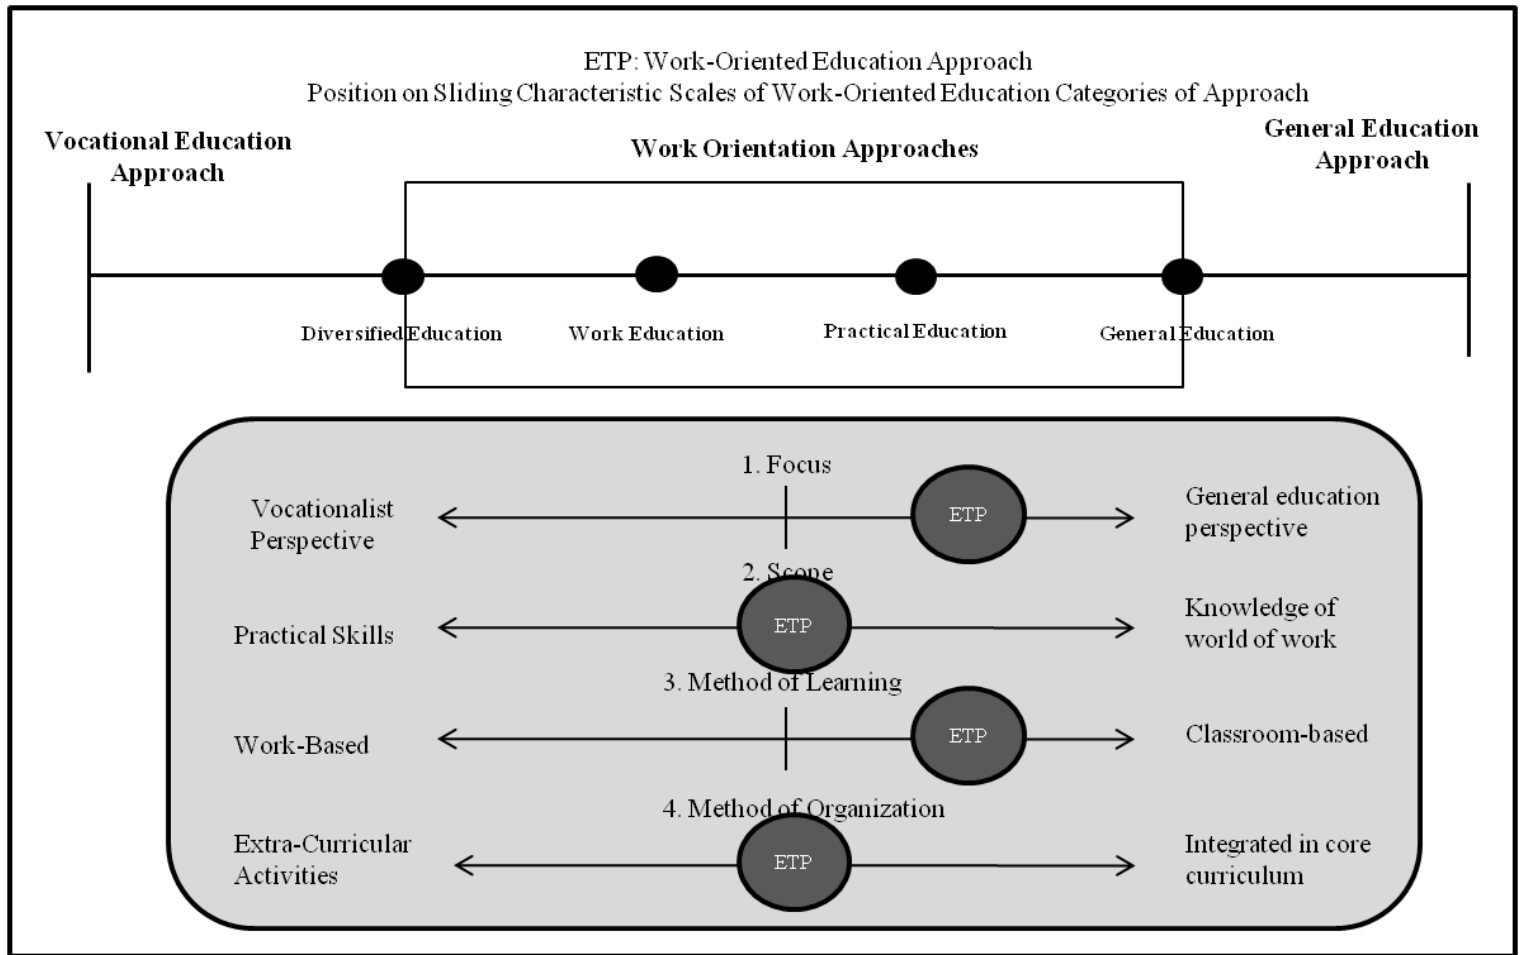 ETP: Work-Oriented Education Approach
Position on Sliding Characteristic Scales of Work-Oriented Education Categories of Approach
Vocational Education
Approach
Work Orientation Approaches
General Education
Approach
Diversified Education
Work Education
Practical Education
General Education
1. Focus
Vocationalist
Perspective
ETP
General education
perspective
2. Scope
Practical Skills
ETP
Knowledge of
world of work
3. Method of Learning
Work-Based
ETP
Classroom-based
4. Method of Organization
Extra-Curricular
Activities
ETP
Integrated in core
curriculum